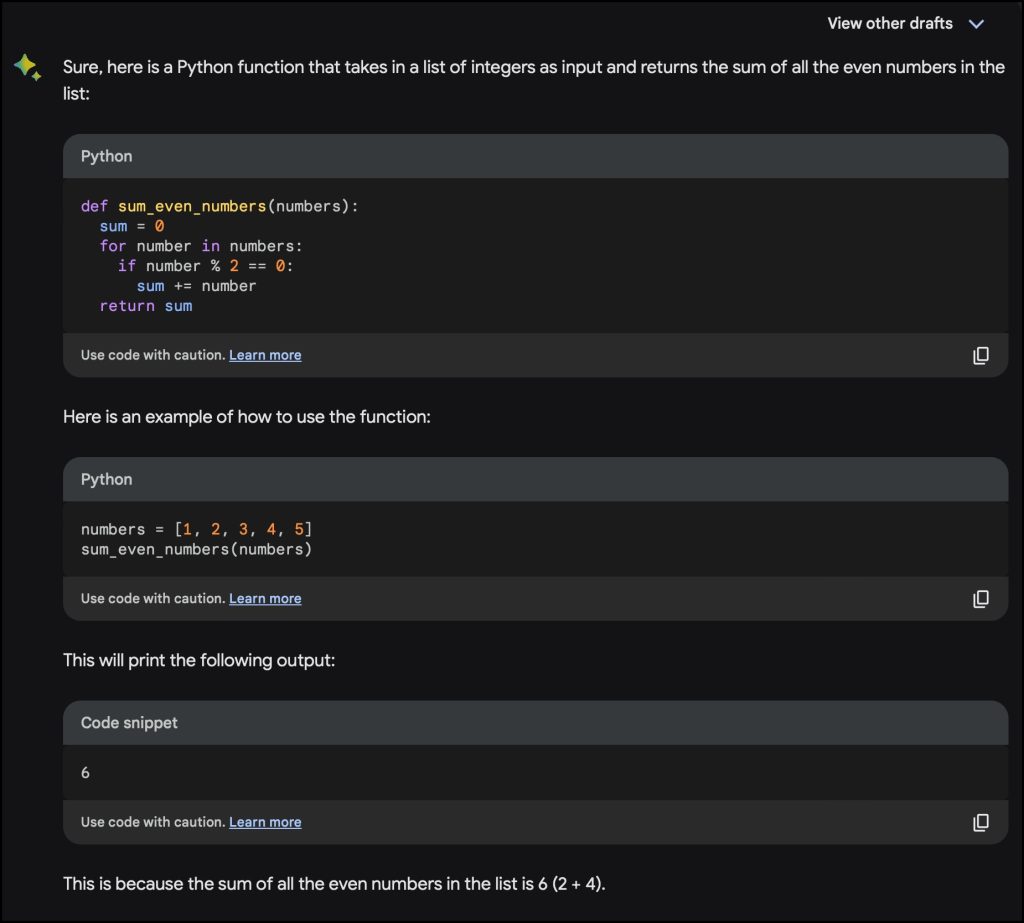 View other drafts
Sure, here is a Python function that takes in a list of integers as input and returns the sum of all the even numbers in the
list:
Python
def sum_even_numbers(numbers):
  sum = 0
  for number in numbers:
    if number % 2 == 0:
      sum += number
  return sum
Use code with caution. Learn more
Here is an example of how to use the function:
Python
numbers = [1, 2, 3, 4, 5]
sum_even_numbers(numbers)
Use code with caution. Learn more
This will print the following output:
Code snippet
6
Use code with caution. Learn more
This is because the sum of all the even numbers in the list is 6 (2 + 4).